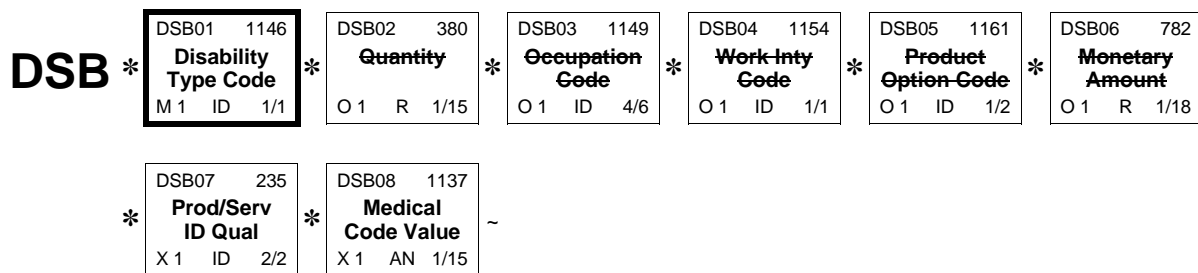 DSB01 1146 DSB02 380 DSB03 1149 DSB04 1154 DSB05 1161 DSB06 782
DSB * Disability Type Code * Quantity * Occupation Code * Work Inty Code * Product Option Code * Monetary Amount
M 1 ID 1/1 O 1 R 1/15 O 1 ID 4/6 O 1 ID 1/1 O 1 ID 1/2 O 1 R 1/18
DSB07 235 DSB08 1137
* Prod/Serv ID Qual * Medical Code Value ~
X 1 ID 2/2 X 1 AN 1/15